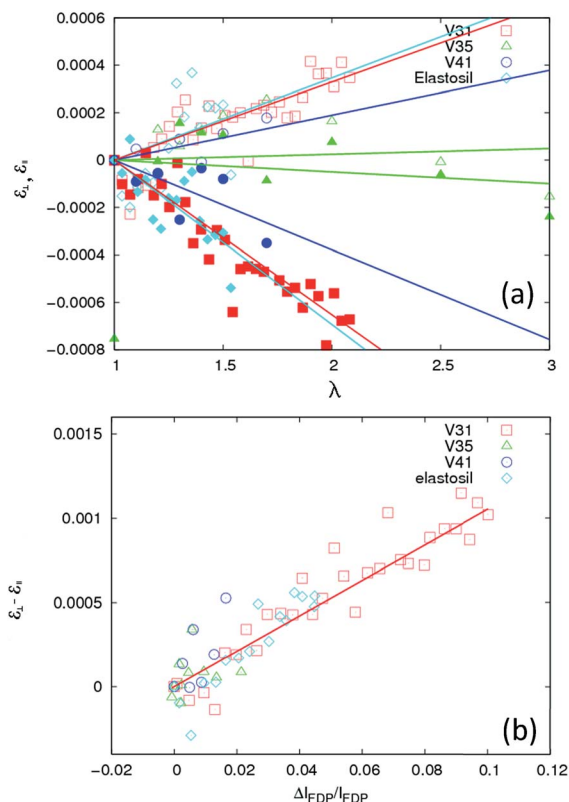 0.0006
0.0004
0.0002
0
-0.0002
-0.0004
-0.0006
-0.0008
ε⊥, ε∥
V31
V35
V41
Elastosil
(a)
1 1.5 2 2.5 3
λ
0.0015
0.001
0.0005
0
ε⊥- ε∥
V31
V35
V41
elastosil
(b)
-0.02 0 0.02 0.04 0.06 0.08 0.1 0.12
ΔI_FDP/I_FDP